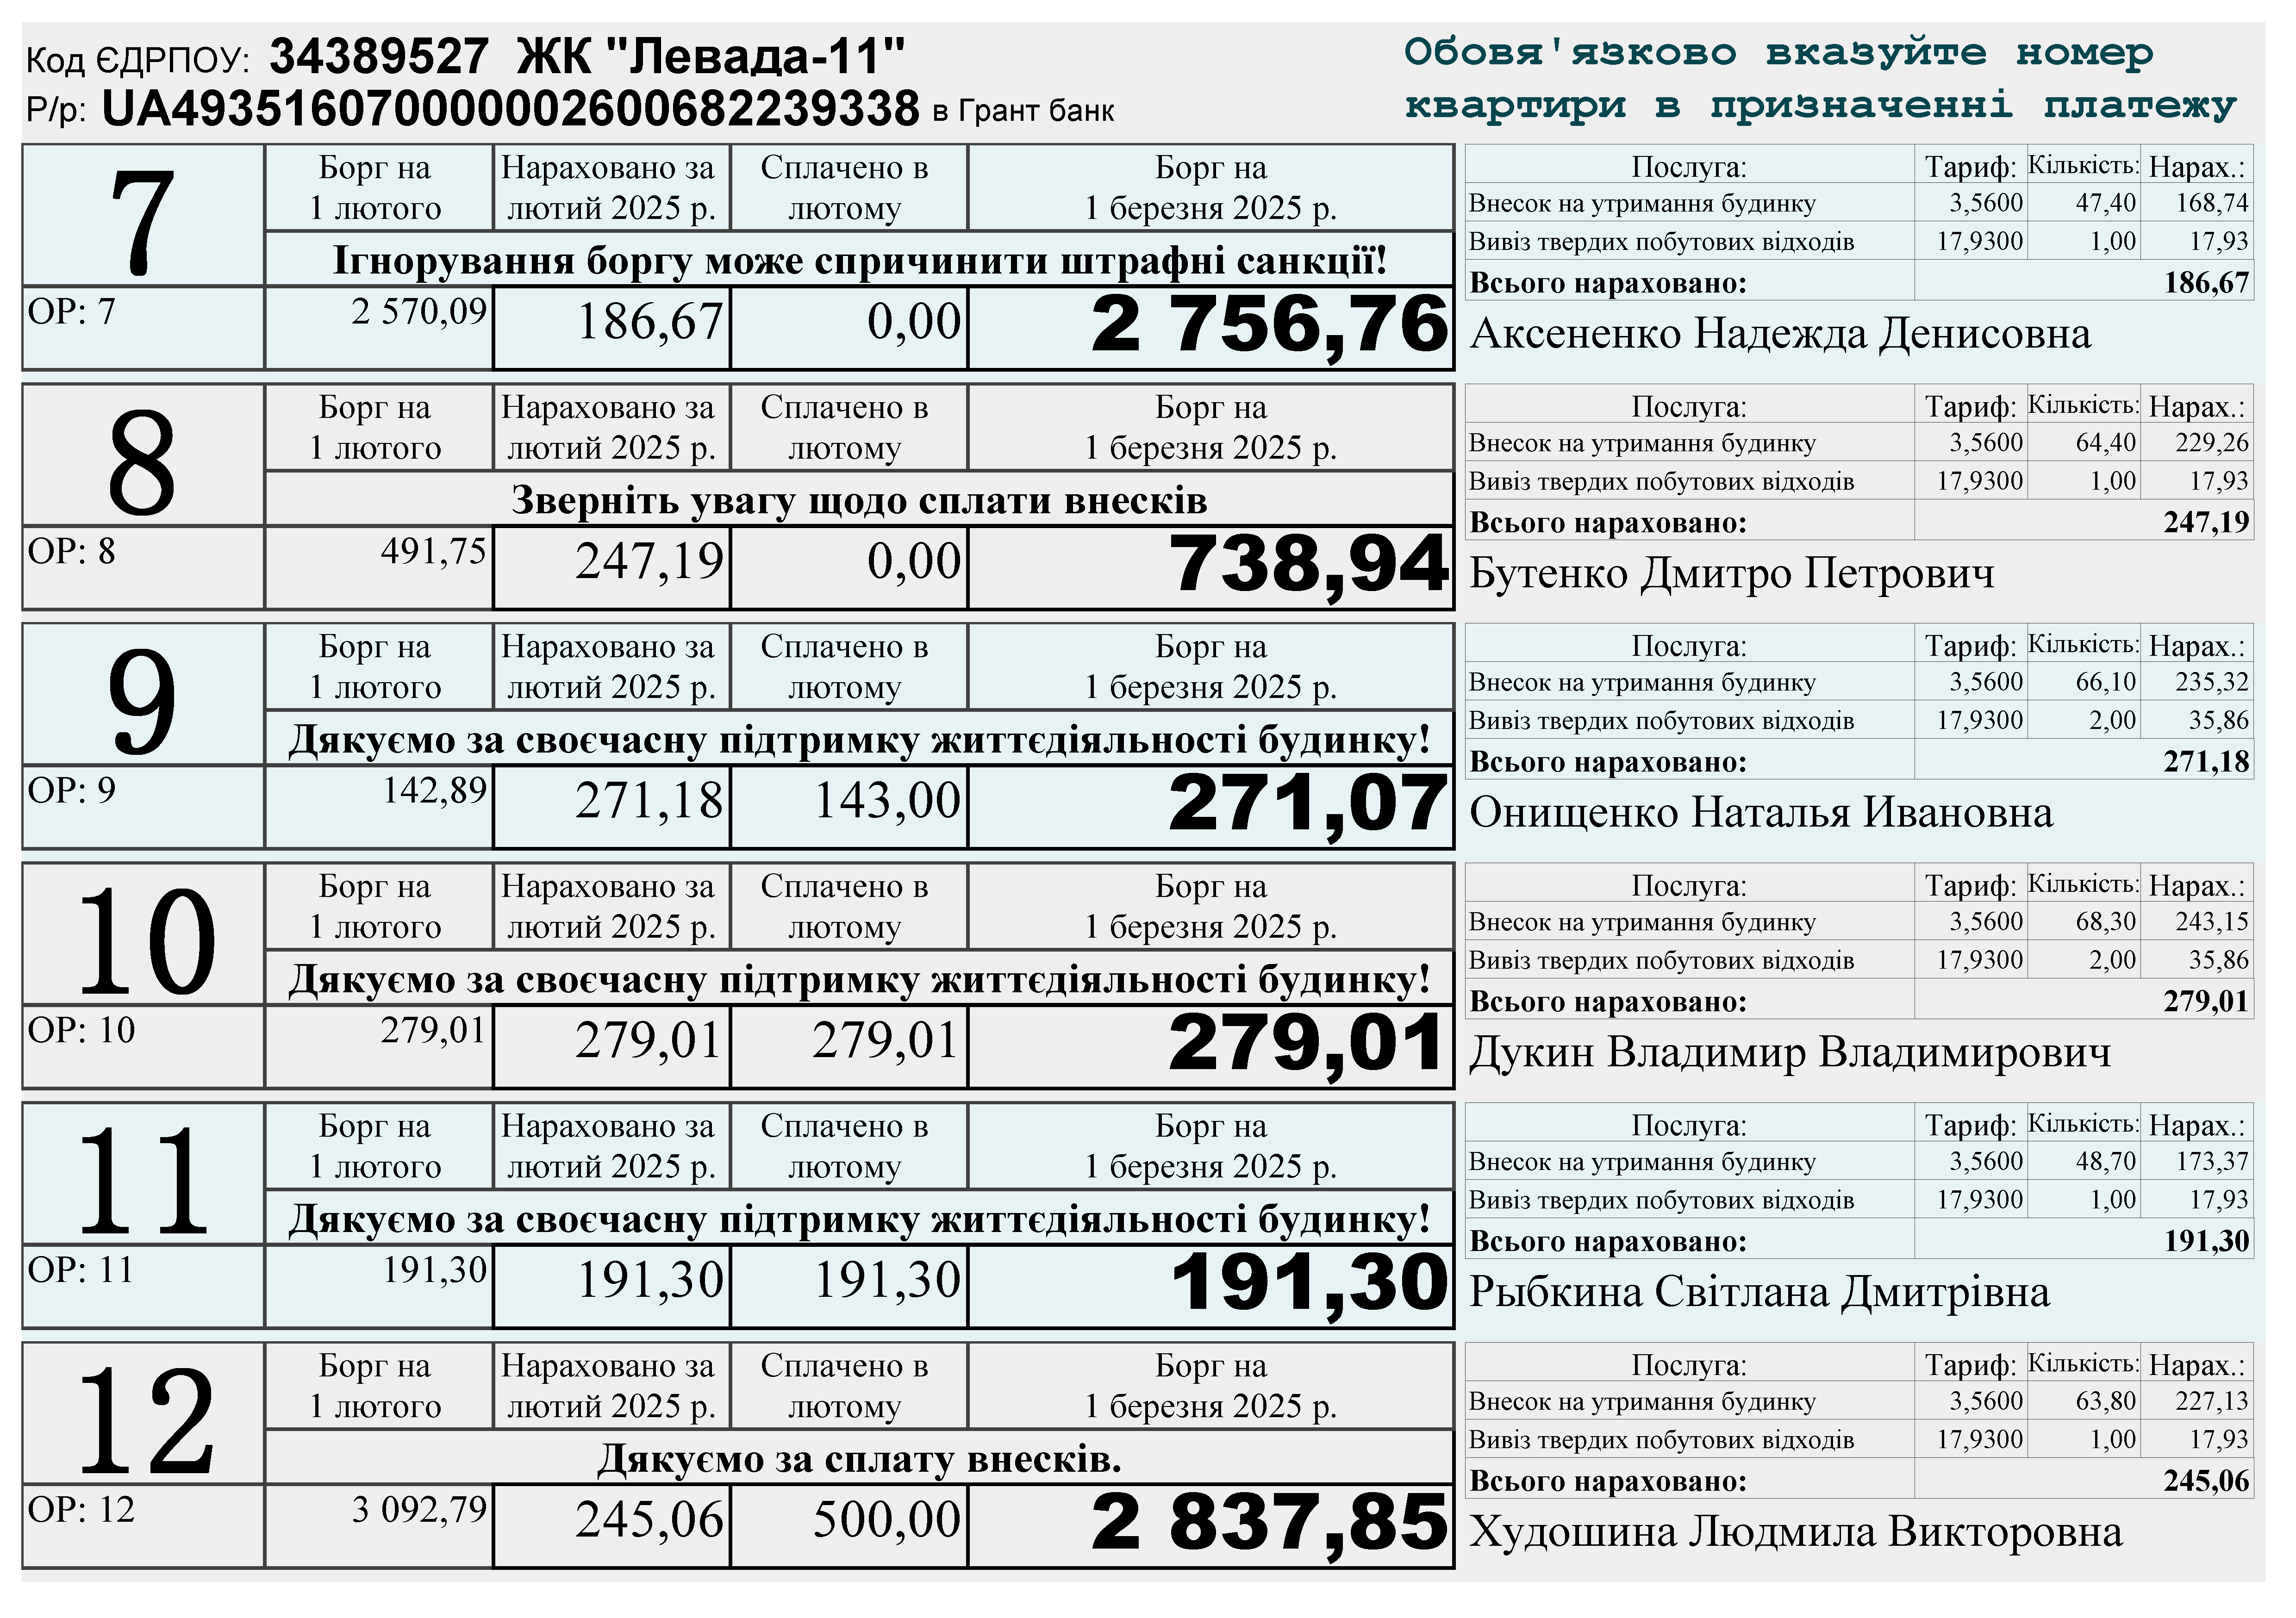 Код ЄДРПОУ: 34389527 ЖК "Левада-11"
Р/р: UA493516070000002600682239338 в Грант банк
Обовя'язково вказуйте номер
квартири в призначенні платежу
7
Борг на 1 лютого Нараховано за лютий 2025 р. Сплачено в лютому Борг на 1 березня 2025 р.
Ігнорування боргу може спричинити штрафні санкції!
ОР: 7 2 570,09 186,67 0,00 2 756,76
Послуга: Тариф: Кількість: Нарах.:
Внесок на утримання будинку 3,5600 47,40 168,74
Вивіз твердих побутових відходів 17,9300 1,00 17,93
Всього нараховано: 186,67
Аксененко Надежда Денисовна
8
Борг на 1 лютого Нараховано за лютий 2025 р. Сплачено в лютому Борг на 1 березня 2025 р.
Зверніть увагу щодо сплати внесків
ОР: 8 491,75 247,19 0,00 738,94
Послуга: Тариф: Кількість: Нарах.:
Внесок на утримання будинку 3,5600 64,40 229,26
Вивіз твердих побутових відходів 17,9300 1,00 17,93
Всього нараховано: 247,19
Бутенко Дмитро Петрович
9
Борг на 1 лютого Нараховано за лютий 2025 р. Сплачено в лютому Борг на 1 березня 2025 р.
Дякуємо за своєчасну підтримку життєдіяльності будинку!
ОР: 9 142,89 271,18 143,00 271,07
Послуга: Тариф: Кількість: Нарах.:
Внесок на утримання будинку 3,5600 66,10 235,32
Вивіз твердих побутових відходів 17,9300 2,00 35,86
Всього нараховано: 271,18
Онищенко Наталья Ивановна
10
Борг на 1 лютого Нараховано за лютий 2025 р. Сплачено в лютому Борг на 1 березня 2025 р.
Дякуємо за своєчасну підтримку життєдіяльності будинку!
ОР: 10 279,01 279,01 279,01 279,01
Послуга: Тариф: Кількість: Нарах.:
Внесок на утримання будинку 3,5600 68,30 243,15
Вивіз твердих побутових відходів 17,9300 2,00 35,86
Всього нараховано: 279,01
Дукин Владимир Владимирович
11
Борг на 1 лютого Нараховано за лютий 2025 р. Сплачено в лютому Борг на 1 березня 2025 р.
Дякуємо за своєчасну підтримку життєдіяльності будинку!
ОР: 11 191,30 191,30 191,30 191,30
Послуга: Тариф: Кількість: Нарах.:
Внесок на утримання будинку 3,5600 48,70 173,37
Вивіз твердих побутових відходів 17,9300 1,00 17,93
Всього нараховано: 191,30
Рыбкина Світлана Дмитрівна
12
Борг на 1 лютого Нараховано за лютий 2025 р. Сплачено в лютому Борг на 1 березня 2025 р.
Дякуємо за сплату внесків.
ОР: 12 3 092,79 245,06 500,00 2 837,85
Послуга: Тариф: Кількість: Нарах.:
Внесок на утримання будинку 3,5600 63,80 227,13
Вивіз твердих побутових відходів 17,9300 1,00 17,93
Всього нараховано: 245,06
Худошина Людмила Викторовна